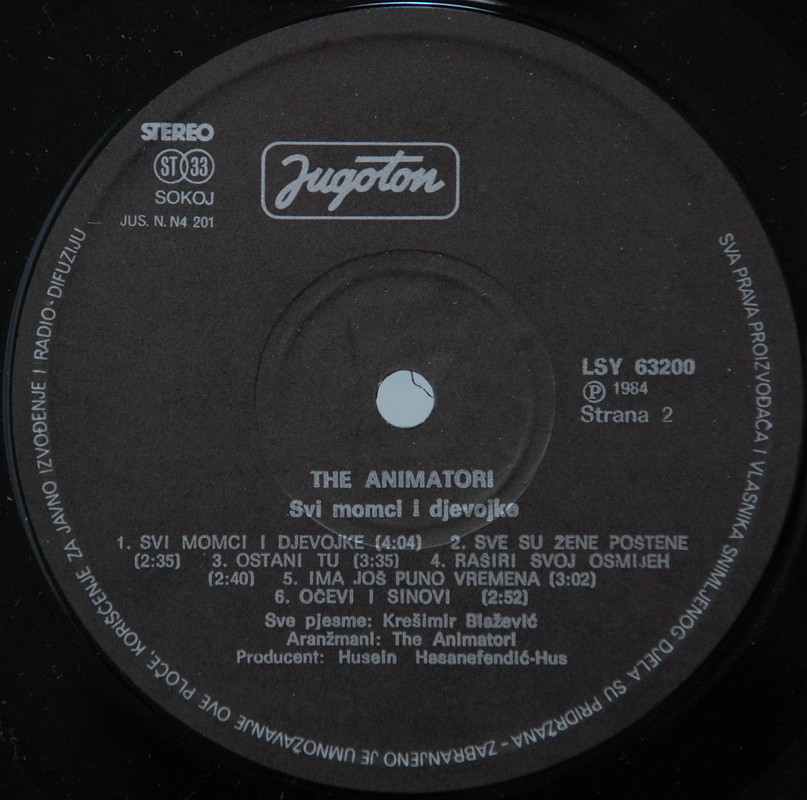 STEREO
ST 33
SOKOJ
JUS. N. N4 201
Jugoton
LSY 63200
Ⓟ 1984
Strana 2
THE ANIMATORI
Svi momci i djevojke
1. SVI MOMCI I DJEVOJKE (4:04) 2. SVE SU ŽENE POŠTENE
(2:35) 3. OSTANI TU (3:35) 4. RAŠIRI SVOJ OSMIJEH
(2:40) 5. IMA JOŠ PUNO VREMENA (3:02)
6. OČEVI I SINOVI (2:52)
Sve pjesme: Krešimir Blažević
Aranžmani: The Animatori
Producent: Husein Hasanefendić-Hus
SVA PRAVA PROIZVOĐAČA I VLASNIKA SNIMLJENOG DJELA SU PRIDRŽANA - ZABRANJENO JE UMNOŽAVANJE OVE PLOČE, KORIŠĆENJE ZA JAVNO IZVOĐENJE I RADIO-DIFUZIJU